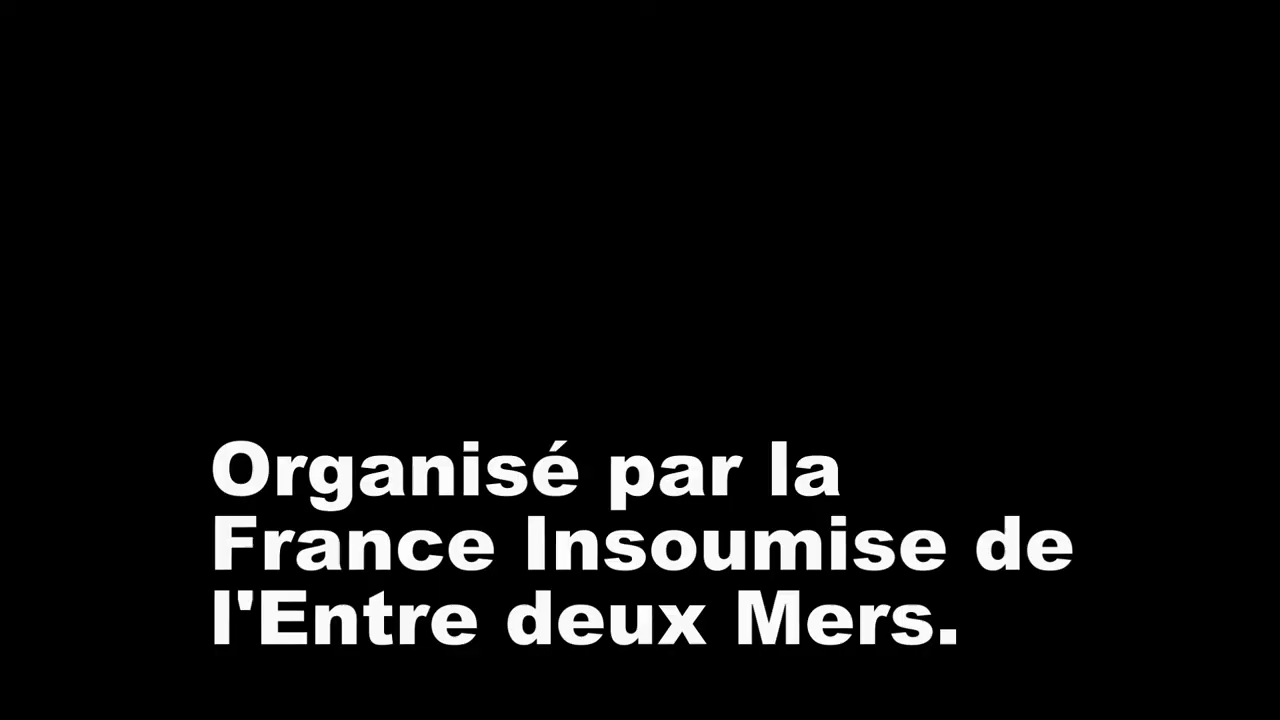 Organisé par la
France Insoumise de
l'Entre deux Mers.